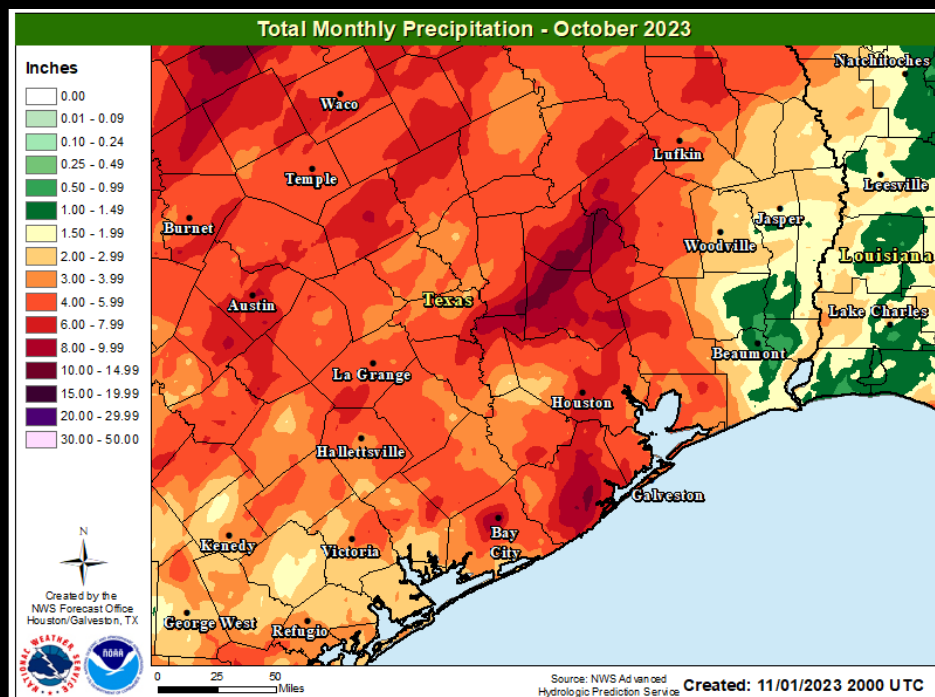 Total Monthly Precipitation - October 2023
Inches
0.00
0.01 - 0.09
0.10 - 0.24
0.25 - 0.49
0.50 - 0.99
1.00 - 1.49
1.50 - 1.99
2.00 - 2.99
3.00 - 3.99
4.00 - 5.99
6.00 - 7.99
8.00 - 9.99
10.00 - 14.99
15.00 - 19.99
20.00 - 29.99
30.00 - 50.00
Natchitoches
Waco
Lufkin
Temple
Leesville
Burnet
Jasper
Woodville
Louisiana
Austin
Texas
Lake Charles
Beaumont
La Grange
Houston
Hallettsville
Galveston
Bay
City
Kenedy
Victoria
George West
Refugio
N
Created by the
NWS Forecast Office
Houston/Galveston, TX
NATIONAL WEATHER SERVICE
NOAA
0 25 50
Miles
Source: NWS Advanced
Hydrologic Prediction Service
Created: 11/01/2023 2000 UTC